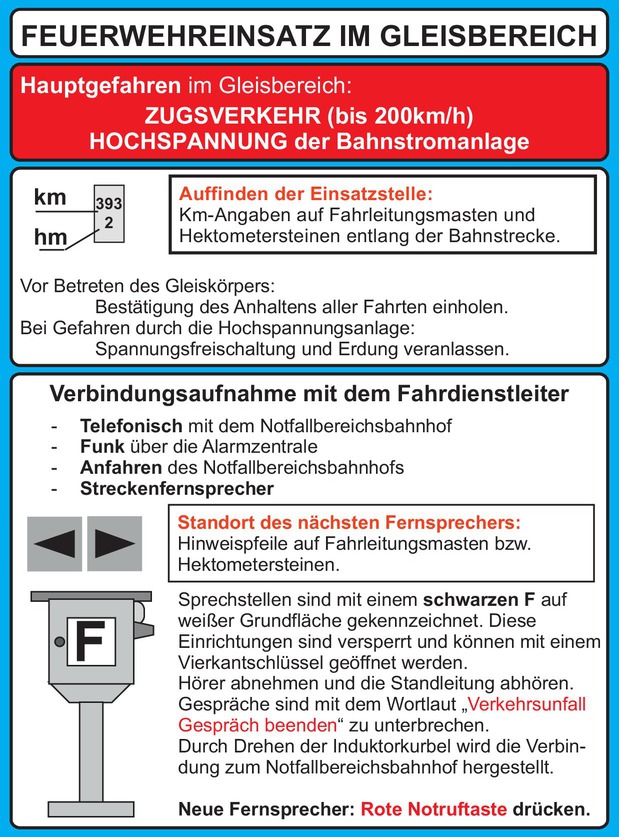 FEUERWEHREINSATZ IM GLEISBEREICH
Hauptgefahren im Gleisbereich:
ZUGSVERKEHR (bis 200km/h)
HOCHSPANNUNG der Bahnstromanlage
km
hm
393
2
Auffinden der Einsatzstelle:
Km-Angaben auf Fahrleitungsmasten und
Hektometersteinen entlang der Bahnstrecke.
Vor Betreten des Gleiskörpers:
Bestätigung des Anhaltens aller Fahrten einholen.
Bei Gefahren durch die Hochspannungsanlage:
Spannungsfreischaltung und Erdung veranlassen.
Verbindungsaufnahme mit dem Fahrdienstleiter
- Telefonisch mit dem Notfallbereichsbahnhof
- Funk über die Alarmzentrale
- Anfahren des Notfallbereichsbahnhofs
- Streckenfernsprecher
Standort des nächsten Fernsprechers:
Hinweispfeile auf Fahrleitungsmasten bzw.
Hektometersteinen.
F
Sprechstellen sind mit einem schwarzen F auf
weißer Grundfläche gekennzeichnet. Diese
Einrichtungen sind versperrt und können mit einem
Vierkantschlüssel geöffnet werden.
Hörer abnehmen und die Standleitung abhören.
Gespräche sind mit dem Wortlaut „Verkehrsunfall
Gespräch beenden“ zu unterbrechen.
Durch Drehen der Induktorkurbel wird die Verbin-
dung zum Notfallbereichsbahnhof hergestellt.
Neue Fernsprecher: Rote Notruftaste drücken.